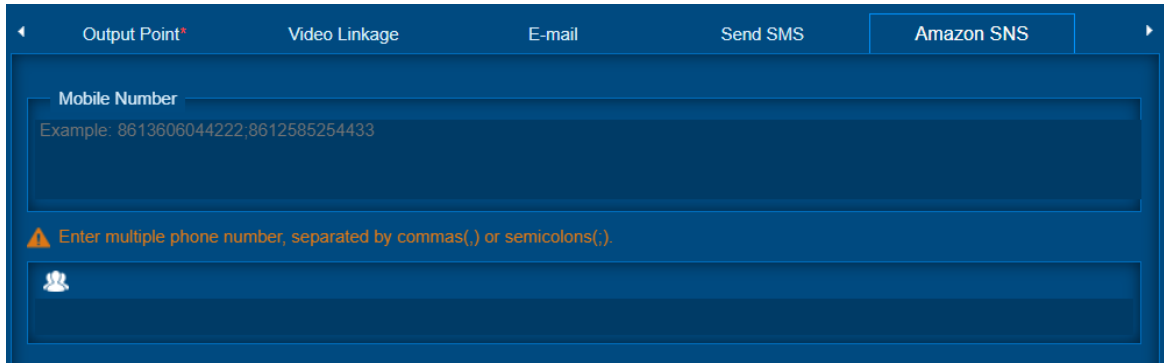 Output Point* Video Linkage E-mail Send SMS Amazon SNS
Mobile Number
Example: 8613606044222;8612585254433
Enter multiple phone number, separated by commas(,) or semicolons(;).